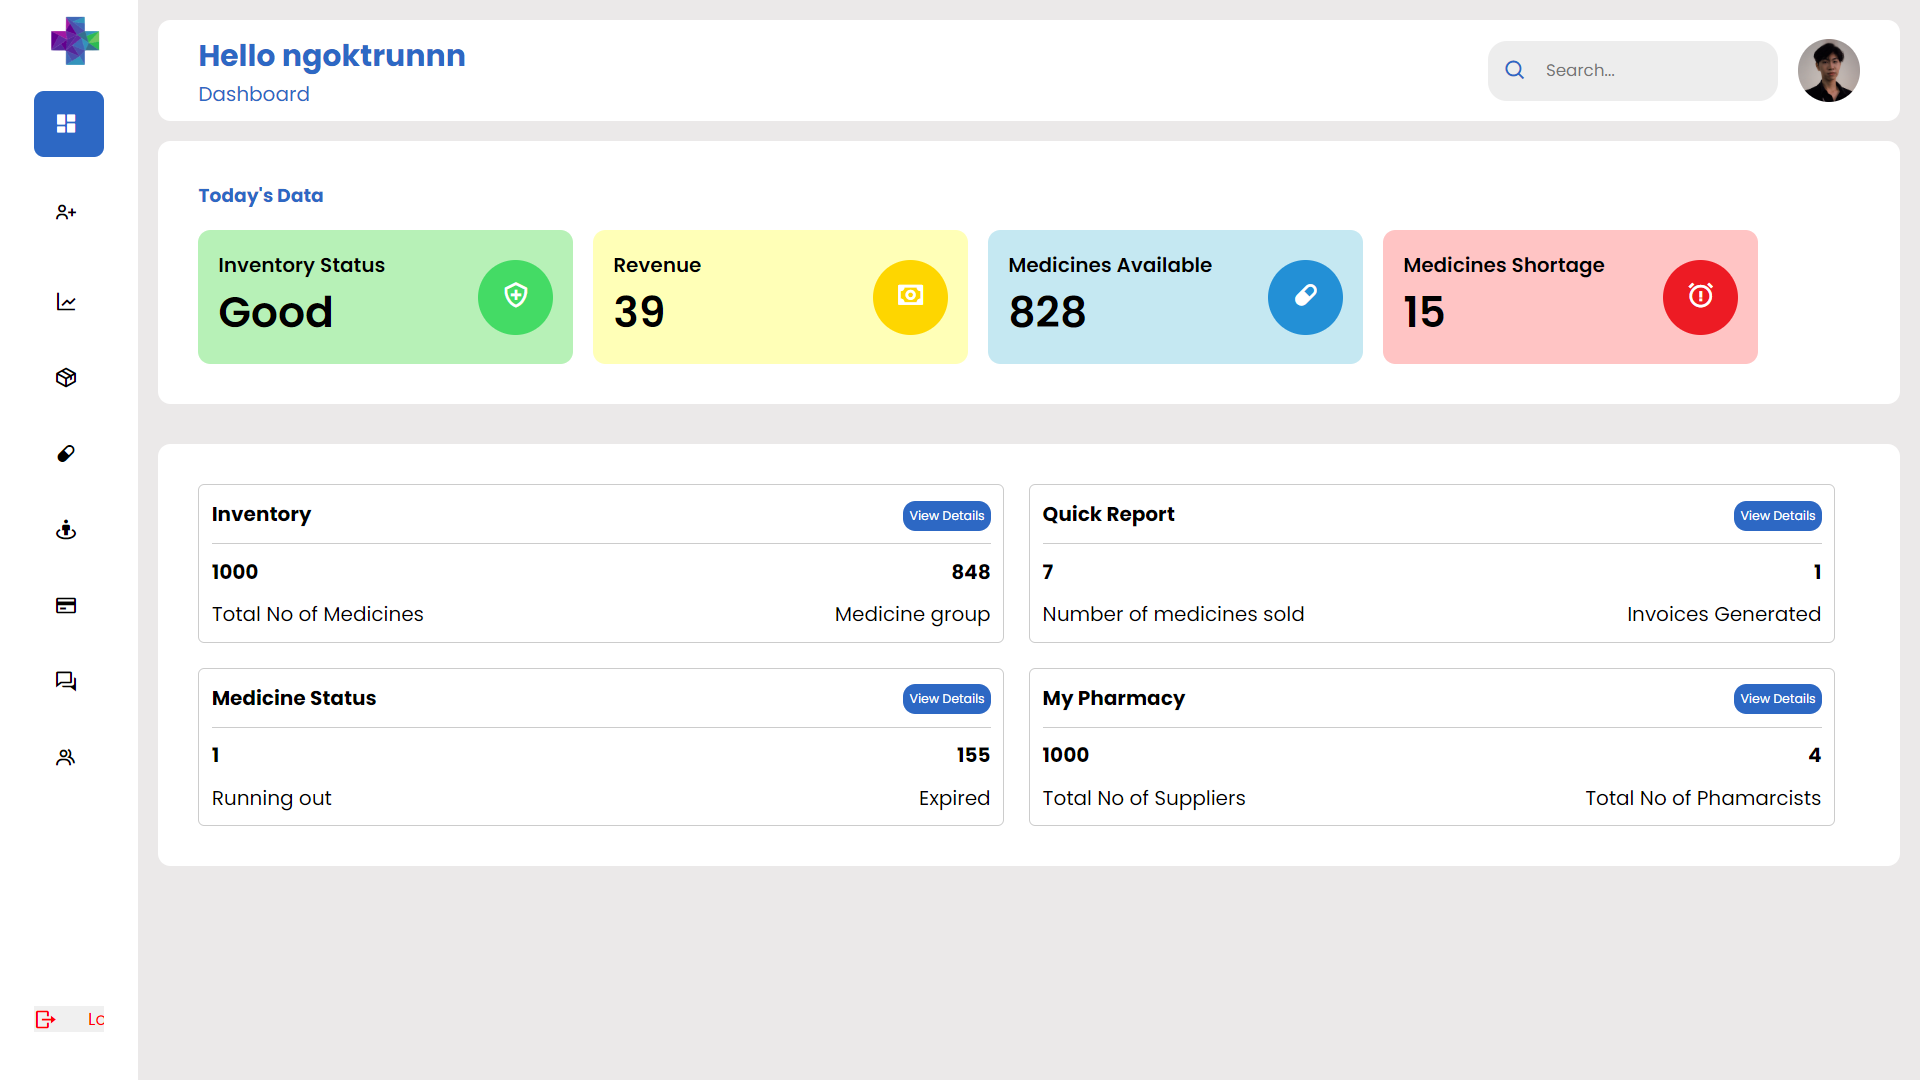 Hello ngoktrunnn
Dashboard
Search...
Today's Data
Inventory Status
Good
Revenue
39
Medicines Available
828
Medicines Shortage
15
Inventory
View Details
1000
848
Total No of Medicines
Medicine group
Quick Report
View Details
7
1
Number of medicines sold
Invoices Generated
Medicine Status
View Details
1
155
Running out
Expired
My Pharmacy
View Details
1000
4
Total No of Suppliers
Total No of Phamarcists
Lo